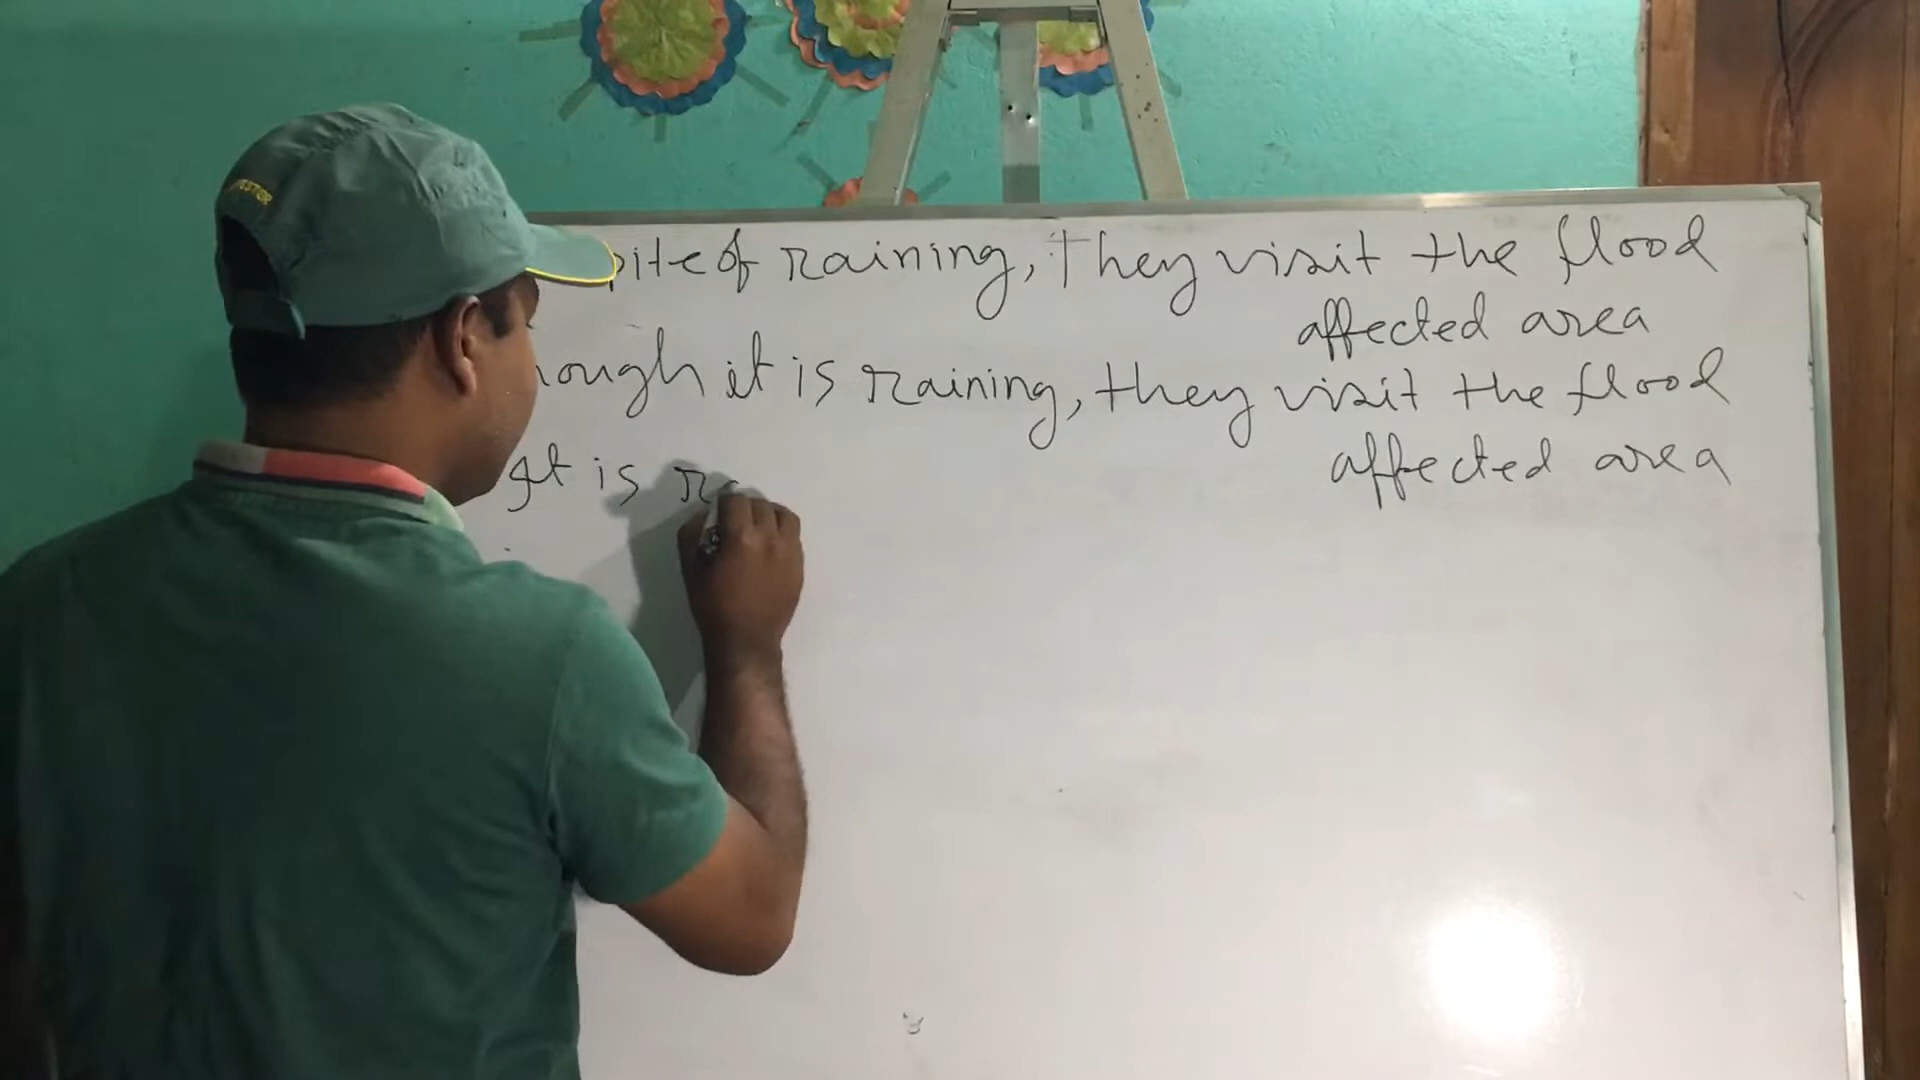 pite of raining, they visit the flood
affected area
hough it is raining, they visit the flood
affected area
It is ra